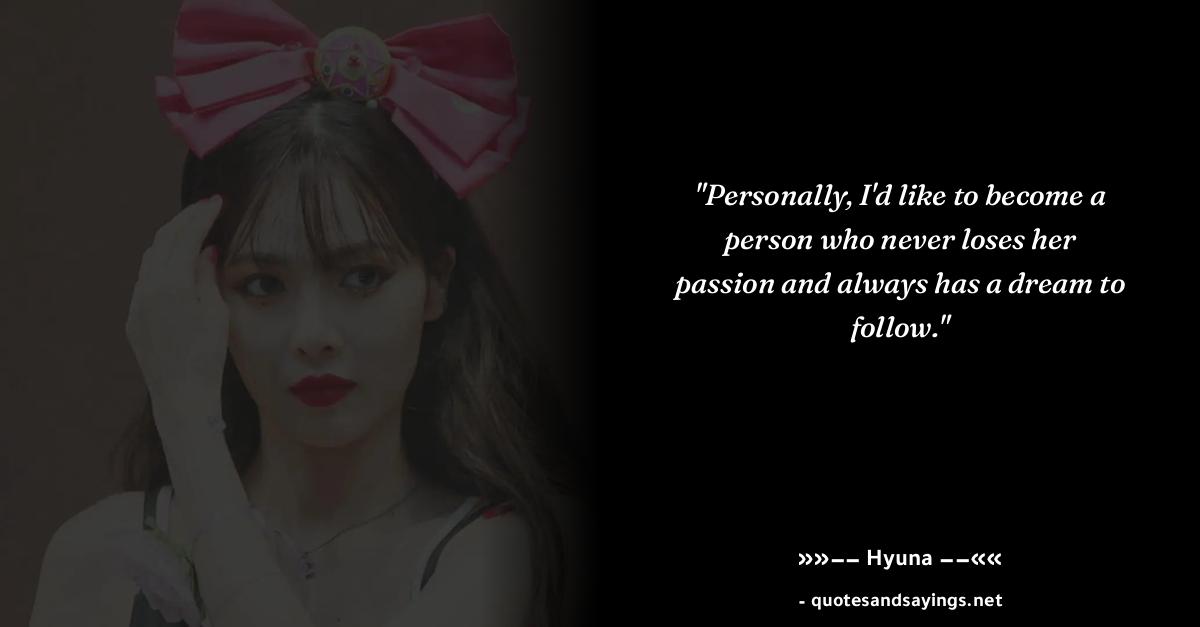 "Personally, I'd like to become a
person who never loses her
passion and always has a dream to
follow."
»»−− Hyuna −−««
- quotesandsayings.net